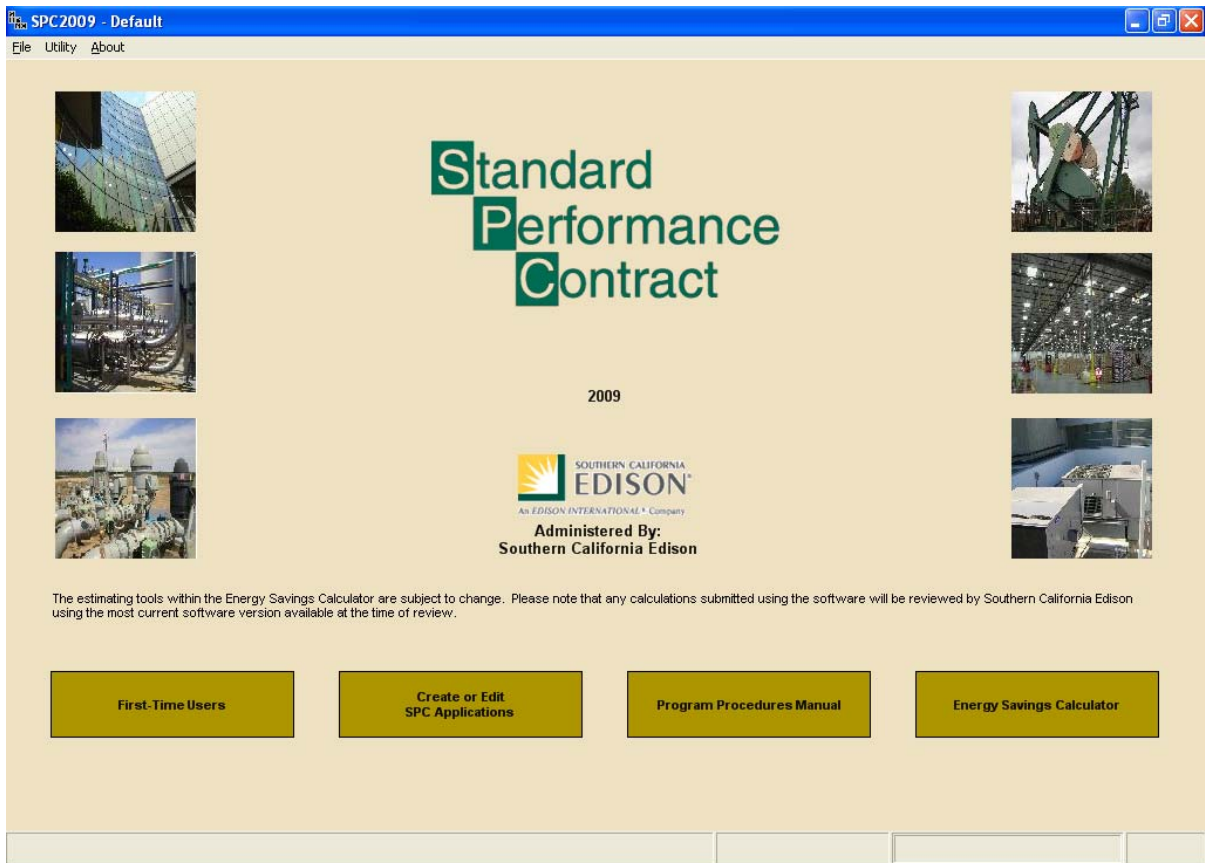 SPC2009 - Default
File Utility About
Standard
Performance
Contract
2009
SOUTHERN CALIFORNIA
EDISON®
An EDISON INTERNATIONAL® Company
Administered By:
Southern California Edison
The estimating tools within the Energy Savings Calculator are subject to change.  Please note that any calculations submitted using the software will be reviewed by Southern California Edison
using the most current software version available at the time of review.
First-Time Users
Create or Edit
SPC Applications
Program Procedures Manual
Energy Savings Calculator